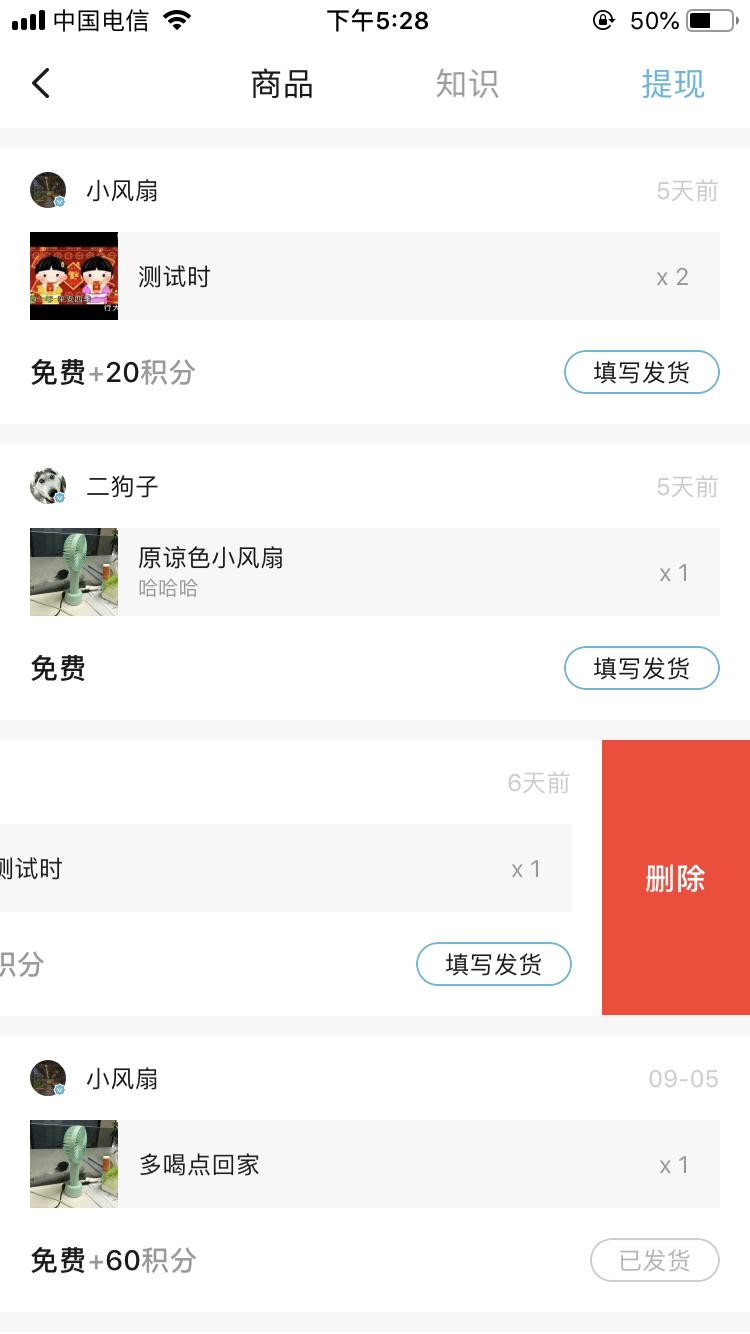 中国电信 下午5:28 50%
商品 知识 提现
小风扇 5天前
测试时 x 2
免费+20积分 填写发货
二狗子 5天前
原谅色小风扇
哈哈哈
x 1
免费 填写发货
6天前
测试时 x 1
删除
积分 填写发货
小风扇 09-05
多喝点回家 x 1
免费+60积分 已发货